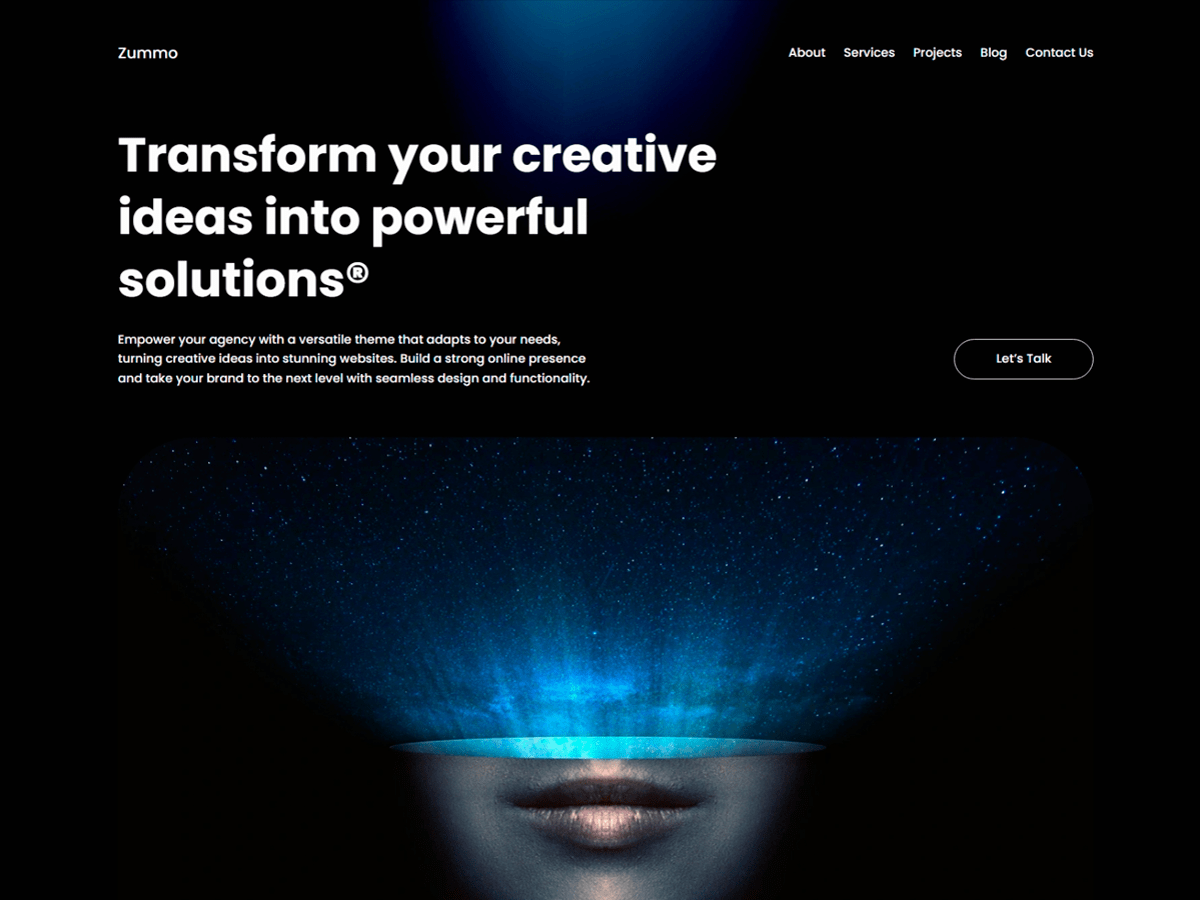 Zummo
About Services Projects Blog Contact Us
Transform your creative
ideas into powerful
solutions®
Empower your agency with a versatile theme that adapts to your needs,
turning creative ideas into stunning websites. Build a strong online presence
and take your brand to the next level with seamless design and functionality.
Let’s Talk